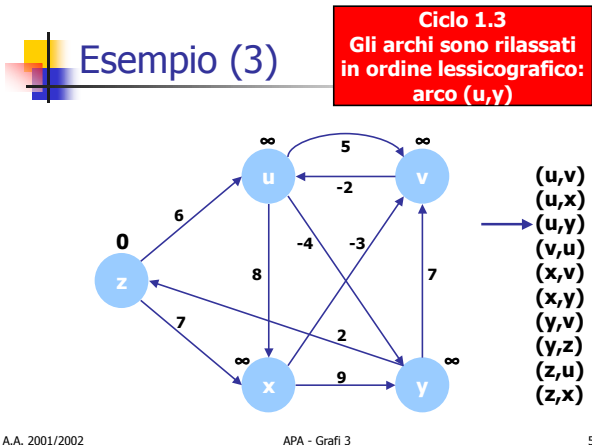 Esempio (3)
Ciclo 1.3
Gli archi sono rilassati
in ordine lessicografico:
arco (u,y)
∞
5
∞
u
v
-2
6
-4
-3
0
z
8
7
7
2
∞
∞
x
9
y
(u,v)
(u,x)
(u,y)
(v,u)
(x,v)
(x,y)
(y,v)
(y,z)
(z,u)
(z,x)
A.A. 2001/2002
APA - Grafi 3
5